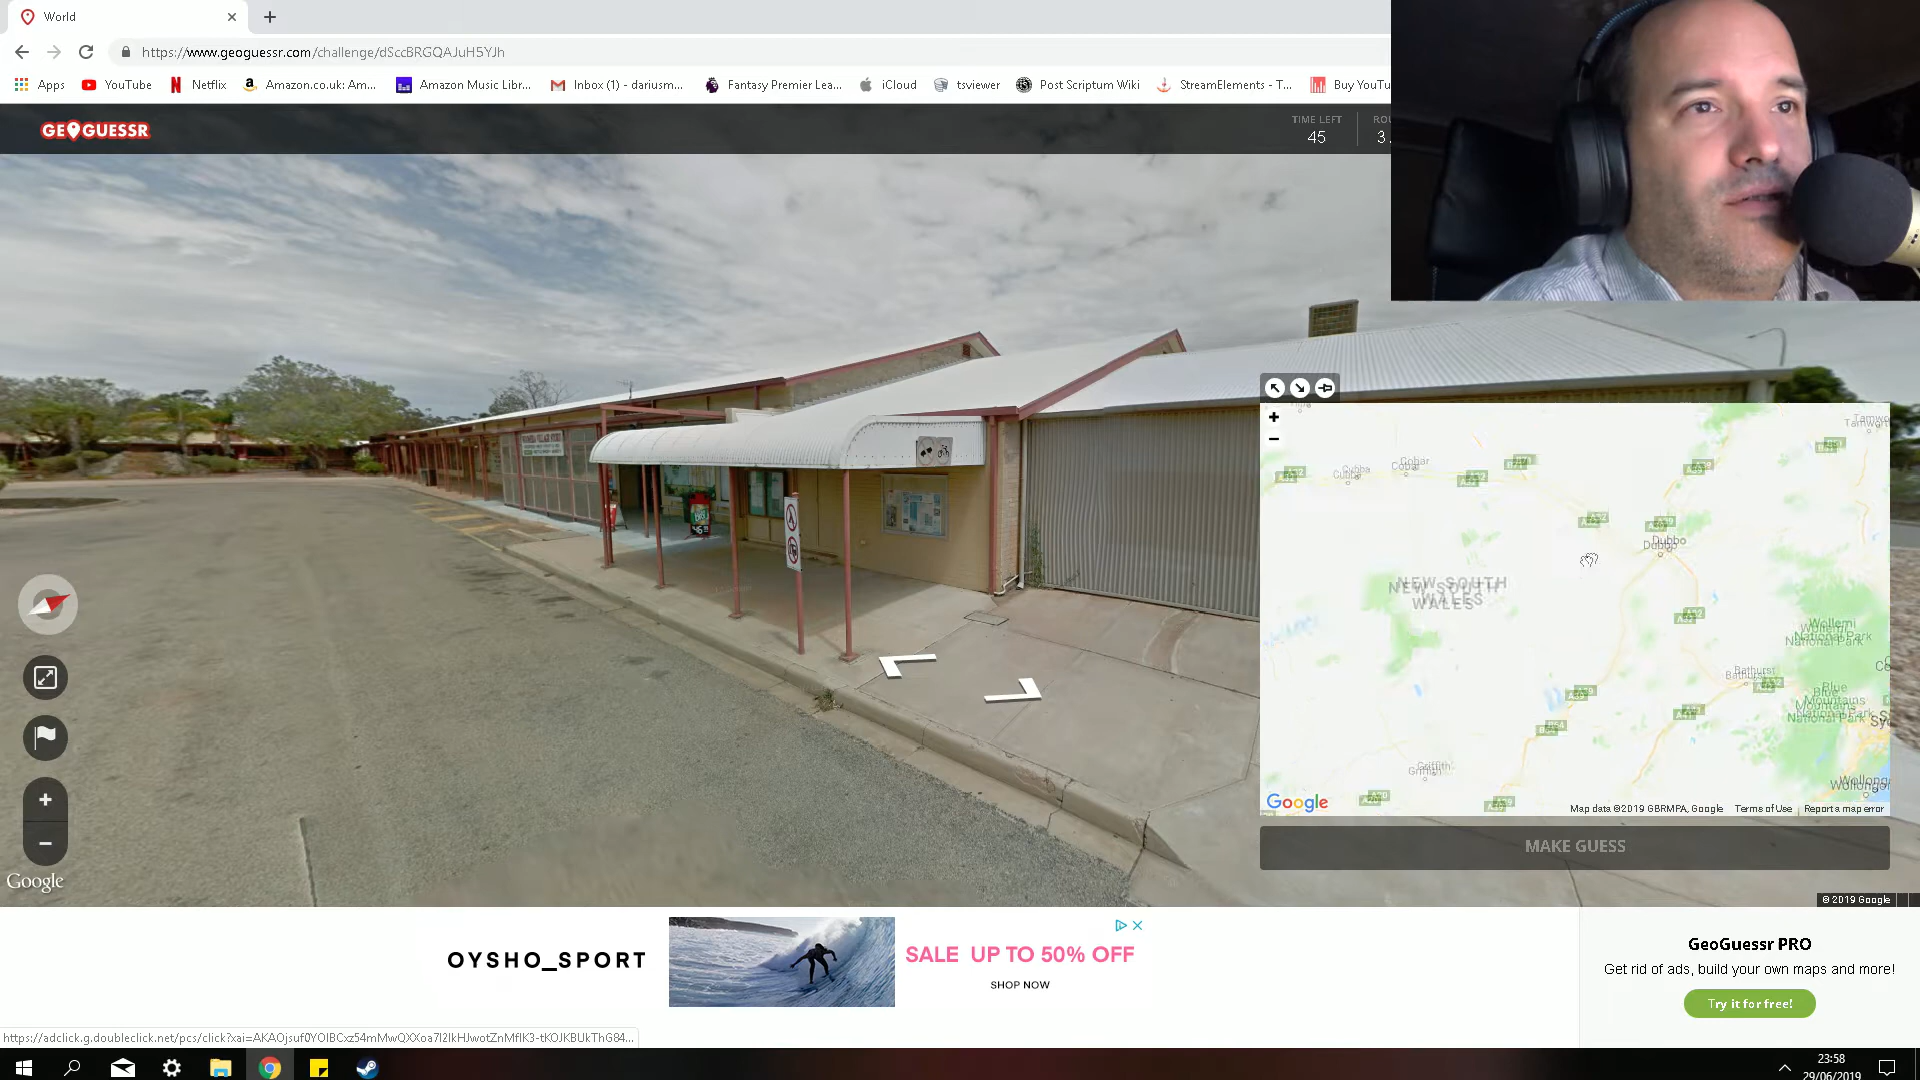 World
https://www.geoguessr.com/challenge/dSccBRGQAJuH5YJh
Apps
YouTube
Netflix
Amazon.co.uk: Am...
Amazon Music Libr...
Inbox (1) - dariusm...
Fantasy Premier Lea...
iCloud
tsviewer
Post Scriptum Wiki
StreamElements - T...
Buy YouTu
GEOGUESSR
TIME LEFT
45
ROU
3
Cobar
Dubbo
NEW SOUTH
WALES
Wollemi
National Park
Bathurst
Blue
Mountains
National Park
Griffith
Wollong
Google
Map data ©2019 GBRMPA, Google
Terms of Use
Report a map error
MAKE GUESS
Google
© 2019 Google
OYSHO_SPORT
SALE UP TO 50% OFF
SHOP NOW
GeoGuessr PRO
Get rid of ads, build your own maps and more!
Try it for free!
23:58
29/06/2019